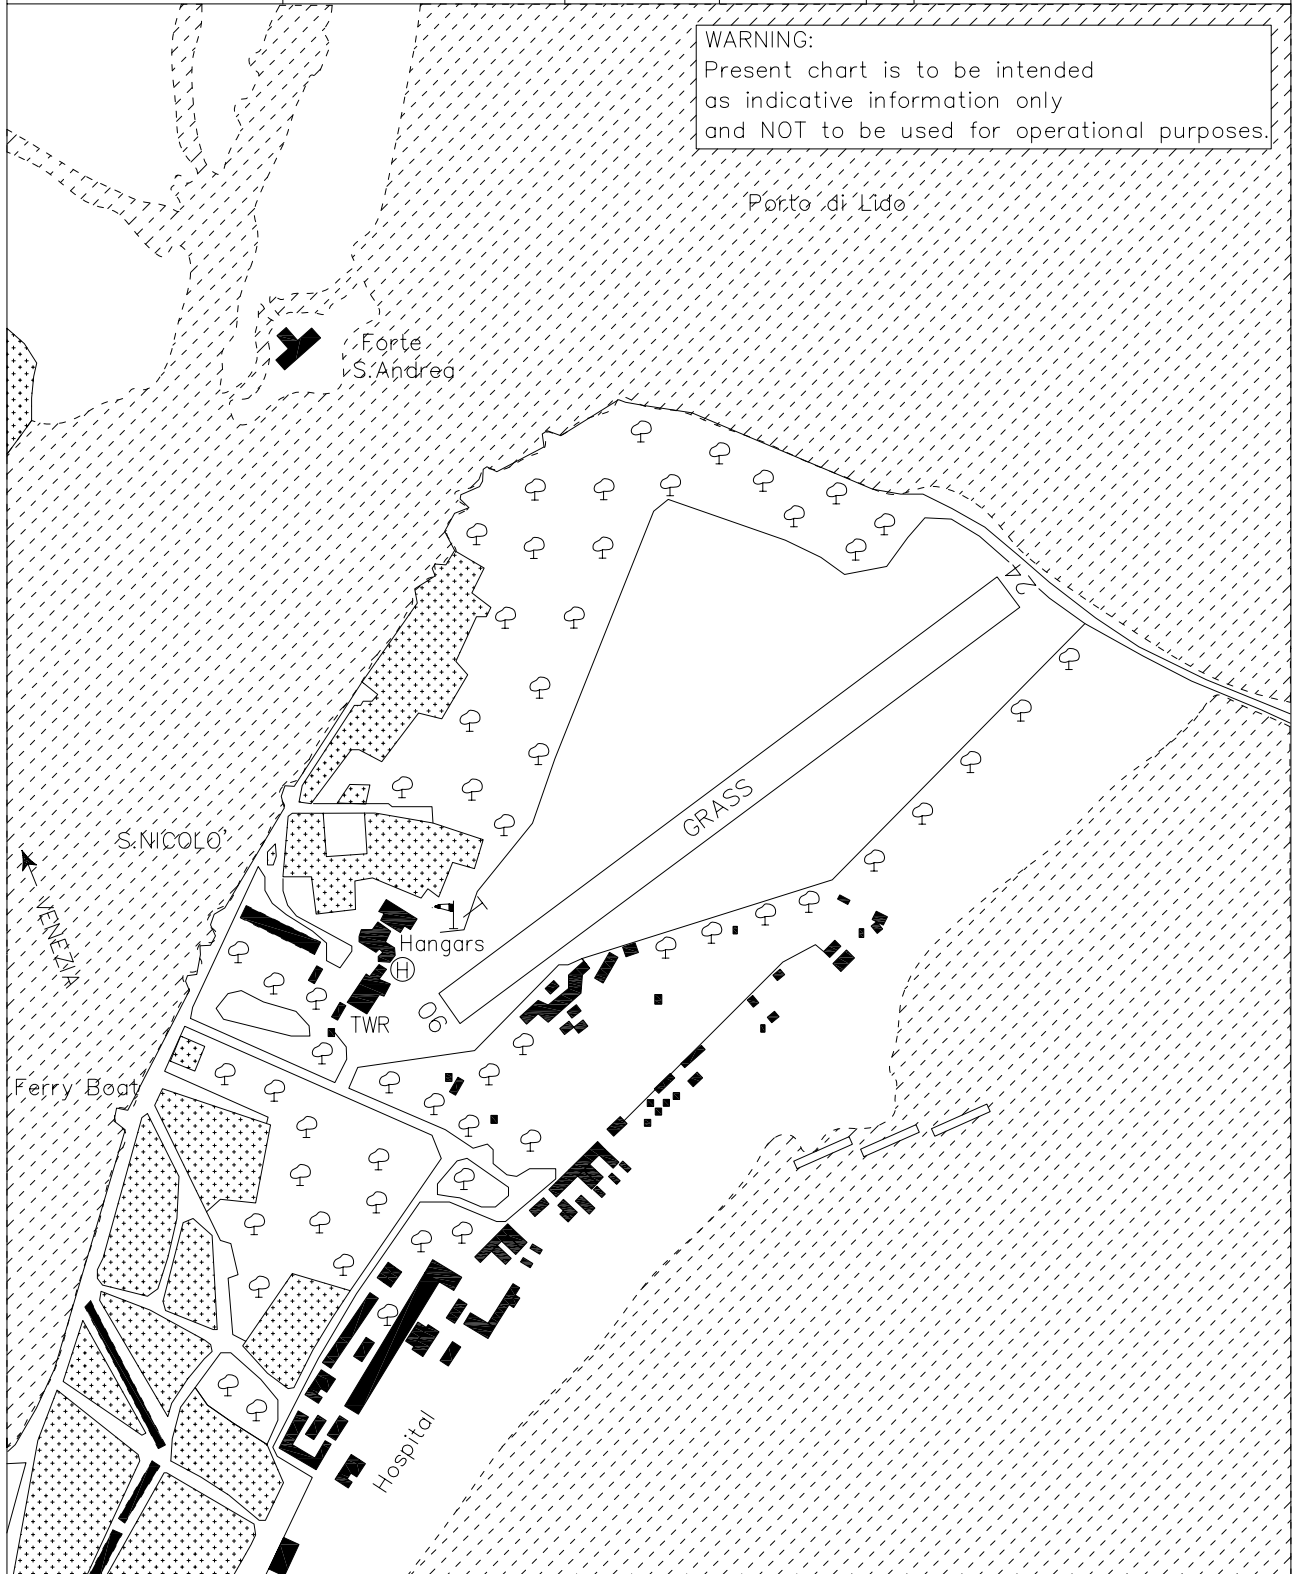 WARNING:
Present chart is to be intended
as indicative information only
and NOT to be used for operational purposes.
Porto di Lido
Forte
S.Andrea
24
GRASS
S.NICOLO'
VENEZIA
Hangars
H
T
06
TWR
Ferry Boat
Hospital